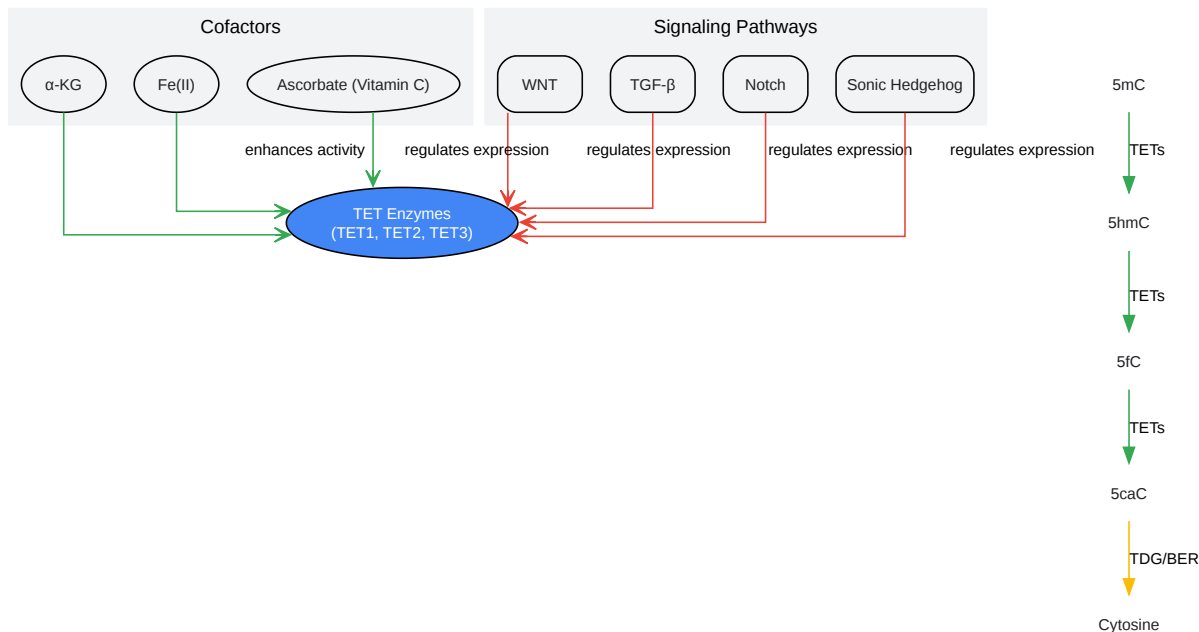 Cofactors
Signaling Pathways
α-KG
Fe(II)
Ascorbate (Vitamin C)
WNT
TGF-β
Notch
Sonic Hedgehog
5mC
enhances activity
regulates expression
regulates expression
regulates expression
regulates expression
TETs
TET Enzymes
(TET1, TET2, TET3)
5hmC
TETs
5fC
TETs
5caC
TDG/BER
Cytosine